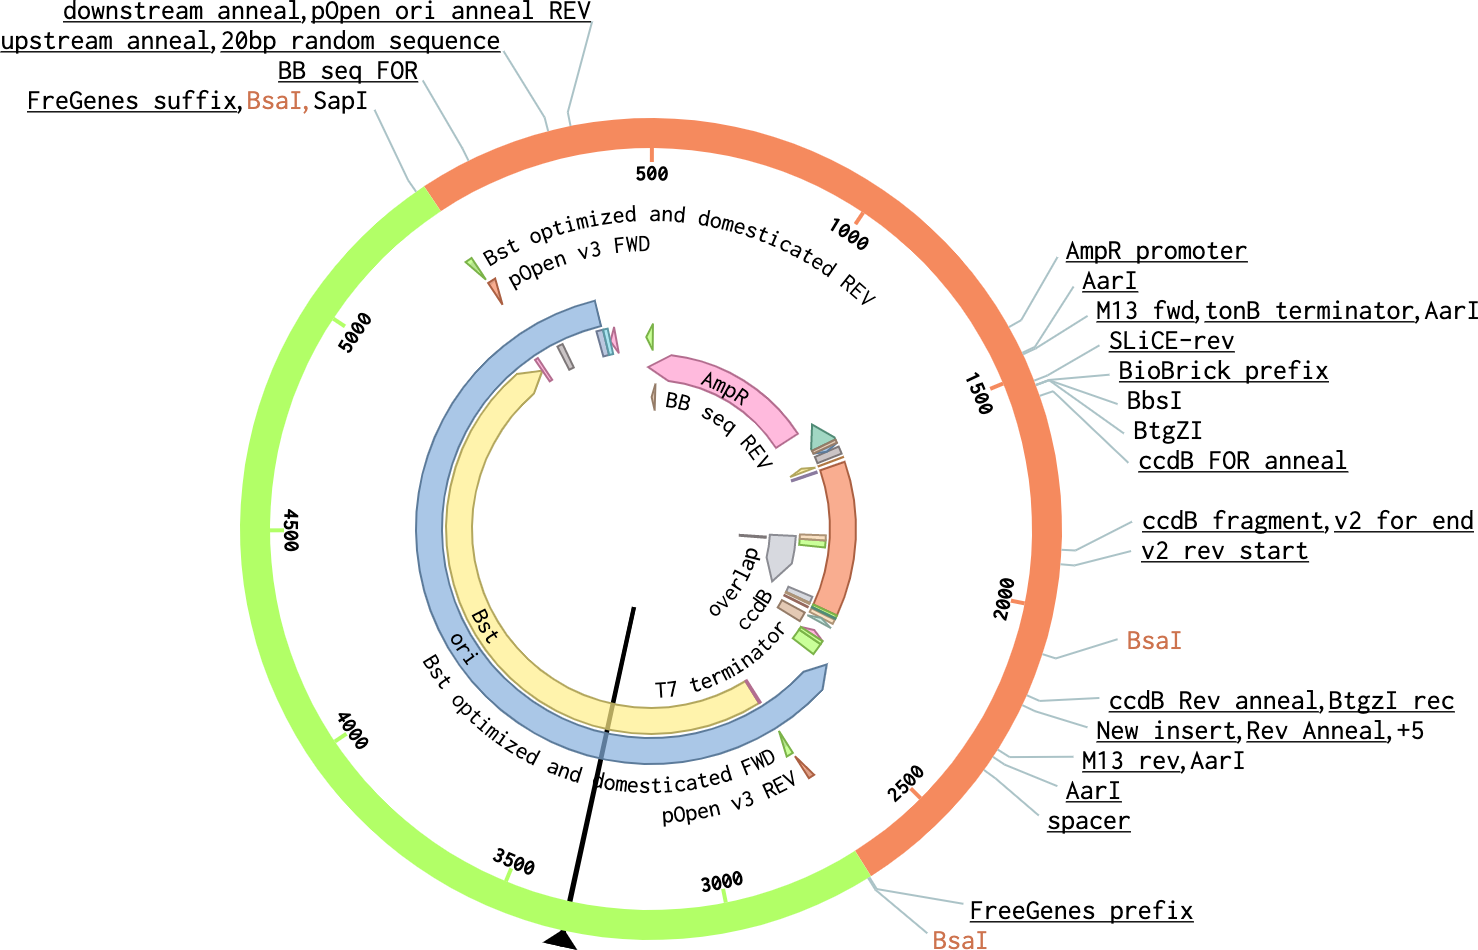 downstream anneal, pOpen ori anneal REV
upstream anneal, 20bp random sequence
BB seq FOR
FreGenes suffix, BsaI, SapI
500
1000
1500
2000
2500
3000
3500
4000
4500
5000
Bst optimized and domesticated REV
pOpen v3 FWD
AmpR
BB seq REV
AmpR promoter
AarI
M13 fwd, tonB terminator, AarI
SLiCE-rev
BioBrick prefix
BbsI
BtgZI
ccdB FOR anneal
ccdB fragment, v2 for end
v2 rev start
BsaI
ccdB Rev anneal, BtgzI rec
New insert, Rev Anneal, +5
M13 rev, AarI
AarI
spacer
FreeGenes prefix
BsaI
overlap
ccdB
T7 terminator
Bst
ori
Bst optimized and domesticated FWD
pOpen v3 REV